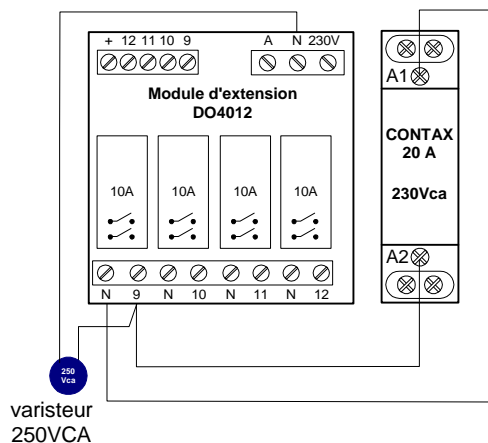 + 12 11 10 9
A N 230V
Module d'extension
DO4012
10A 10A 10A 10A
N 9 N 10 N 11 N 12
A1
CONTAX
20 A
230Vca
A2
250
Vca
varisteur
250VCA